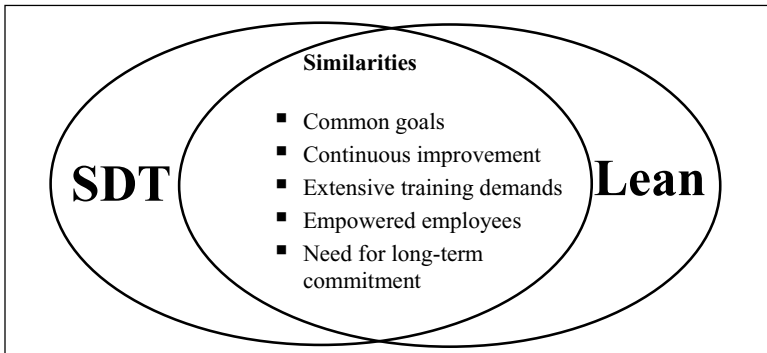 Similarities
■ Common goals
■ Continuous improvement
SDT
■ Extensive training demands
Lean
■ Empowered employees
■ Need for long-term
commitment